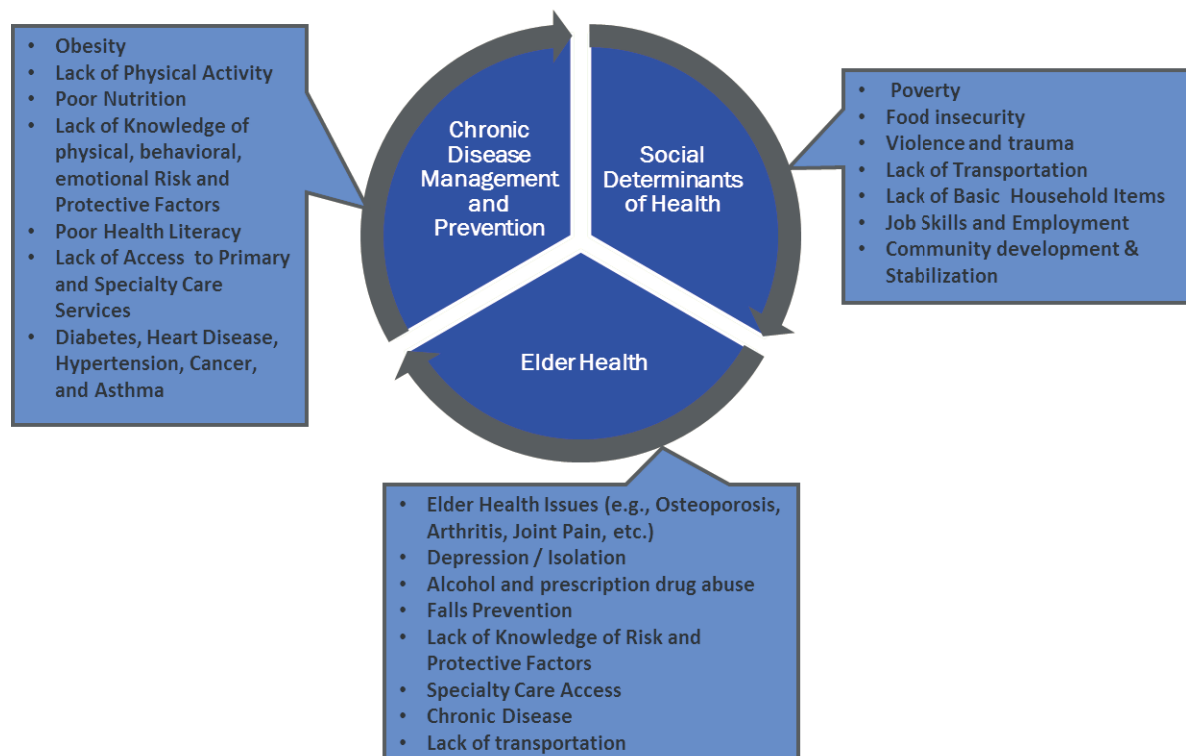 • Obesity
• Lack of Physical Activity
• Poor Nutrition
• Lack of Knowledge of
physical, behavioral,
emotional Risk and
Protective Factors
• Poor Health Literacy
• Lack of Access to Primary
and Specialty Care
Services
• Diabetes, Heart Disease,
Hypertension, Cancer,
and Asthma
Chronic
Disease
Management
and
Prevention
Social
Determinants
of Health
• Poverty
• Food insecurity
• Violence and trauma
• Lack of Transportation
• Lack of Basic Household Items
• Job Skills and Employment
• Community development &
Stabilization
Elder Health
• Elder Health Issues (e.g., Osteoporosis,
Arthritis, Joint Pain, etc.)
• Depression / Isolation
• Alcohol and prescription drug abuse
• Falls Prevention
• Lack of Knowledge of Risk and
Protective Factors
• Specialty Care Access
• Chronic Disease
• Lack of transportation